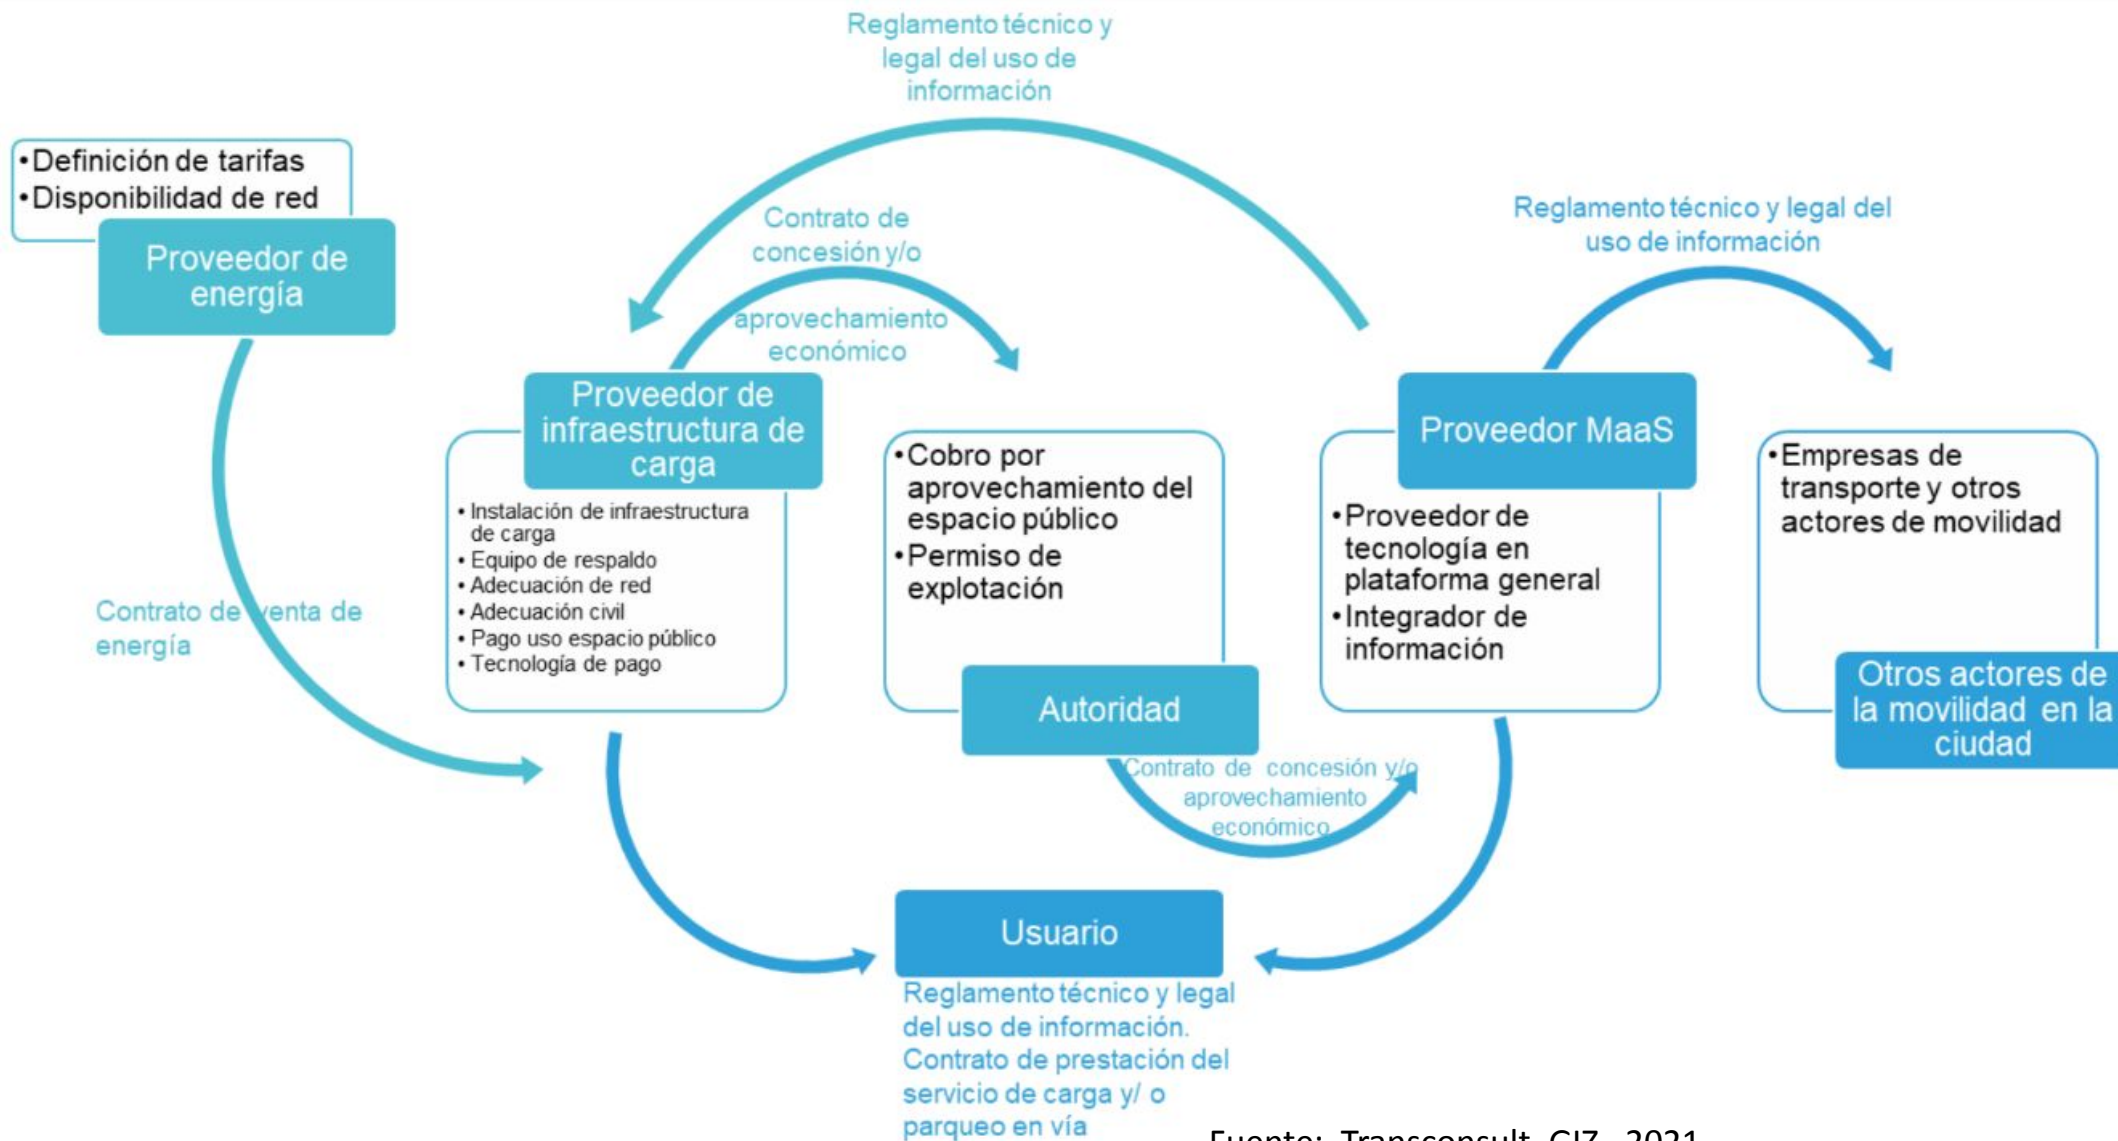 Reglamento técnico y
legal del uso de
información
•Definición de tarifas
•Disponibilidad de red
Proveedor de
energía
Contrato de
concesión y/o
aprovechamiento
económico
Reglamento técnico y legal del
uso de información
Proveedor de
infraestructura de
carga
• Instalación de infraestructura
de carga
• Equipo de respaldo
• Adecuación de red
• Adecuación civil
• Pago uso espacio público
• Tecnología de pago
•Cobro por
aprovechamiento del
espacio público
•Permiso de
explotación
Autoridad
Proveedor MaaS
•Proveedor de
tecnología en
plataforma general
•Integrador de
información
•Empresas de
transporte y otros
actores de movilidad
Otros actores de
la movilidad en la
ciudad
Contrato de venta de
energía
Contrato de concesión y/o
aprovechamiento
económico
Usuario
Reglamento técnico y legal
del uso de información.
Contrato de prestación del
servicio de carga y/ o
parqueo en vía
Fuente: Transconsult, GIZ, 2021